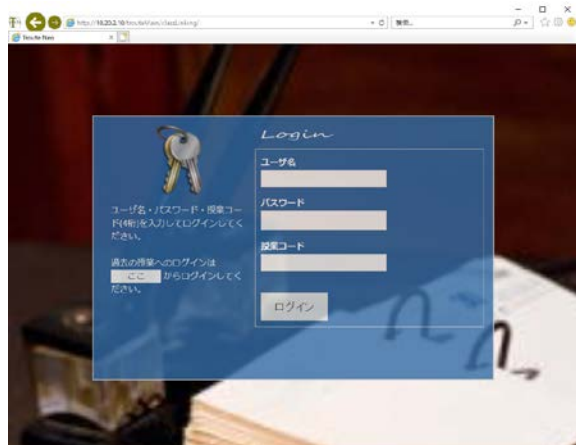 Login
ユーザ名
パスワード
授業コード
ログイン
ユーザ名・パスワード・授業コー
ド(4桁)を入力してログインしてく
ださい。
過去の授業へのログインは
ここ からログインしてく
ださい。